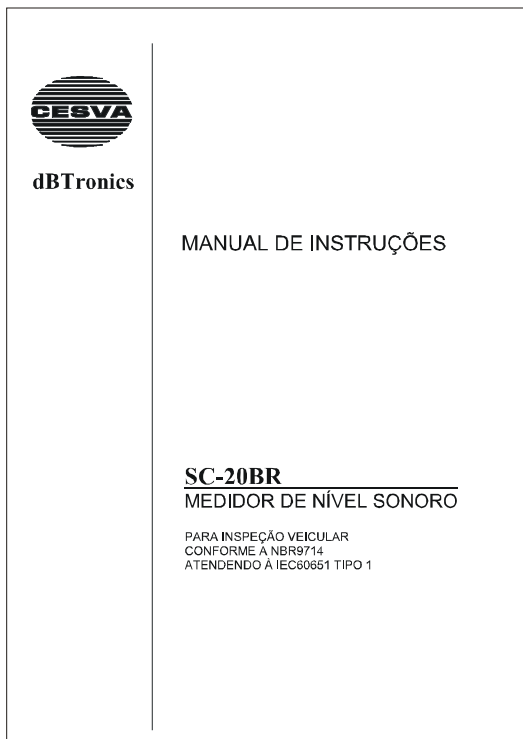 CESVA
dBTronics
MANUAL DE INSTRUÇÕES
SC-20BR
MEDIDOR DE NÍVEL SONORO
PARA INSPEÇÃO VEICULAR
CONFORME A NBR9714
ATENDENDO À IEC60651 TIPO 1